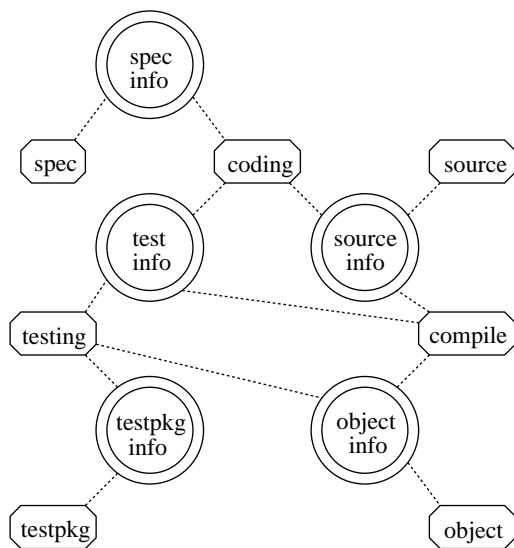 spec
info
spec
coding
source
test
info
source
info
testing
compile
testpkg
info
object
info
testpkg
object